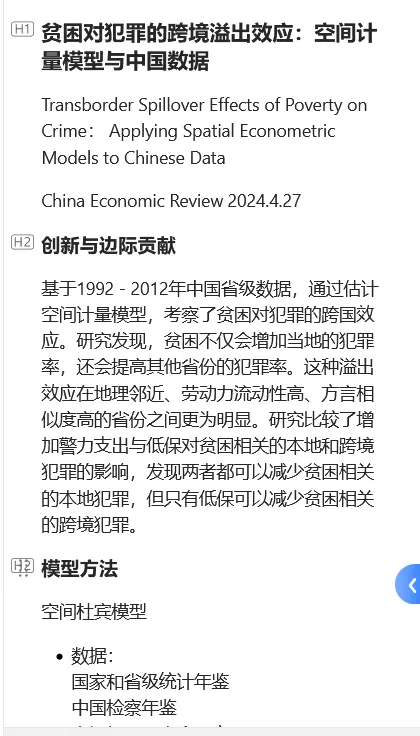 H1 贫困对犯罪的跨境溢出效应：空间计
量模型与中国数据
Transborder Spillover Effects of Poverty on
Crime： Applying Spatial Econometric
Models to Chinese Data
China Economic Review 2024.4.27
H2 创新与边际贡献
基于1992 - 2012年中国省级数据，通过估计
空间计量模型，考察了贫困对犯罪的跨国效
应。研究发现，贫困不仅会增加当地的犯罪
率，还会提高其他省份的犯罪率。这种溢出
效应在地理邻近、劳动力流动性高、方言相
似度高的省份之间更为明显。研究比较了增
加警力支出与低保对贫困相关的本地和跨境
犯罪的影响，发现两者都可以减少贫困相关
的本地犯罪，但只有低保可以减少贫困相关
的跨境犯罪。
H2 模型方法
空间杜宾模型
• 数据：
国家和省级统计年鉴
中国检察年鉴